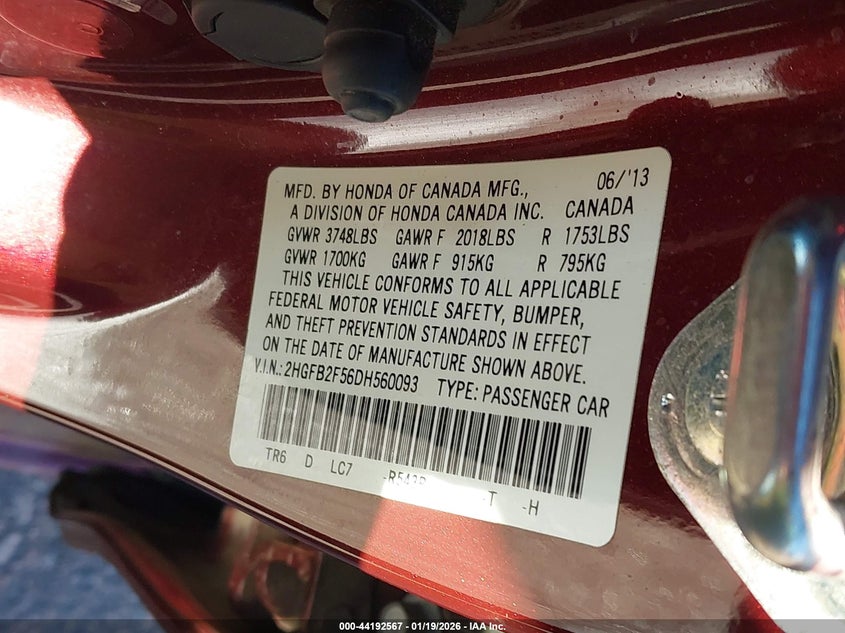 MFD. BY HONDA OF CANADA MFG., 06/'13
A DIVISION OF HONDA CANADA INC. CANADA
GVWR 3748LBS GAWR F 2018LBS R 1753LBS
GVWR 1700KG GAWR F 915KG R 795KG
THIS VEHICLE CONFORMS TO ALL APPLICABLE
FEDERAL MOTOR VEHICLE SAFETY, BUMPER,
AND THEFT PREVENTION STANDARDS IN EFFECT
ON THE DATE OF MANUFACTURE SHOWN ABOVE.
V.I.N.: 2HGFB2F56DH560093 TYPE: PASSENGER CAR
TR6 D LC7 -T -H
000-44192567 - 01/19/2026 - IAA Inc.